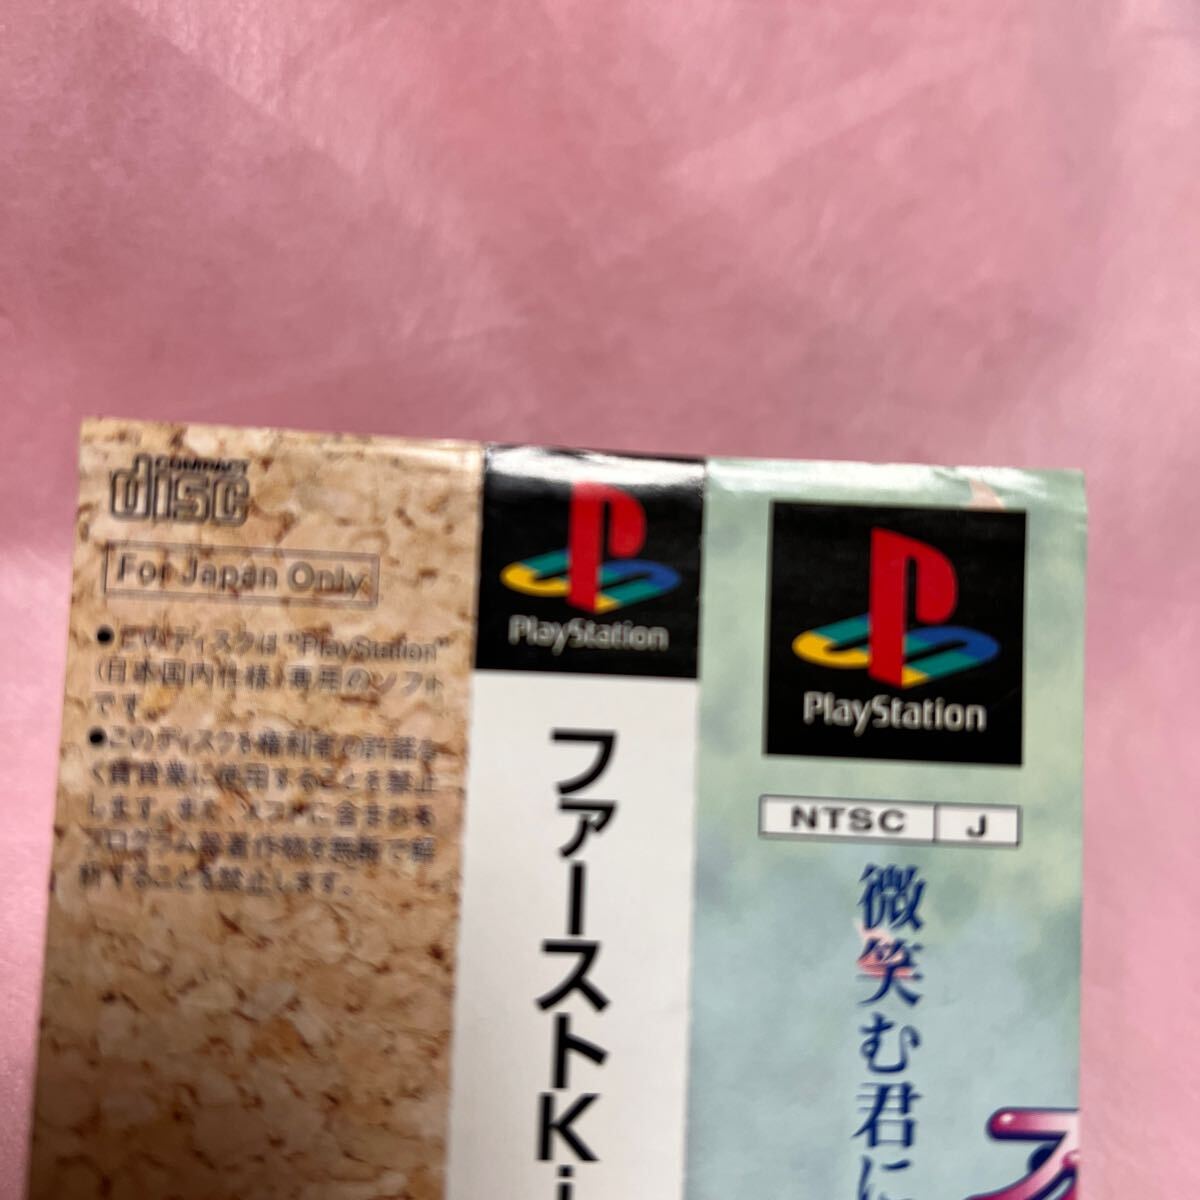 COMPACT
disc
For Japan Only
●このディスクは"PlayStation"
(日本国内仕様)専用のソフト
です。
●このディスクを権利者の許諾な
く賃貸業に使用することを禁止
します。また、ソフトに含まれる
プログラム等著作物を無断で解
析することを禁止します。
PlayStation
ファーストK
PlayStation
NTSC J
微笑む君に